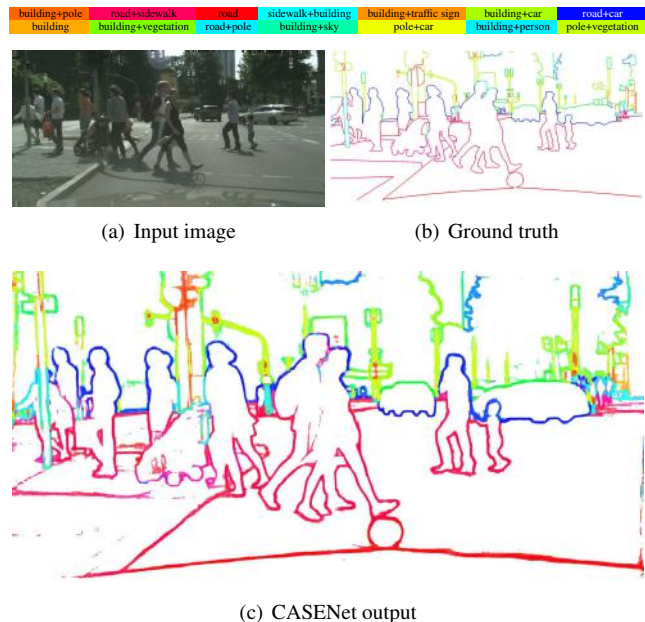 building+pole road+sidewalk road sidewalk+building building+traffic sign building+car road+car
building building+vegetation road+pole building+sky pole+car building+person pole+vegetation
(a) Input image (b) Ground truth
(c) CASENet output